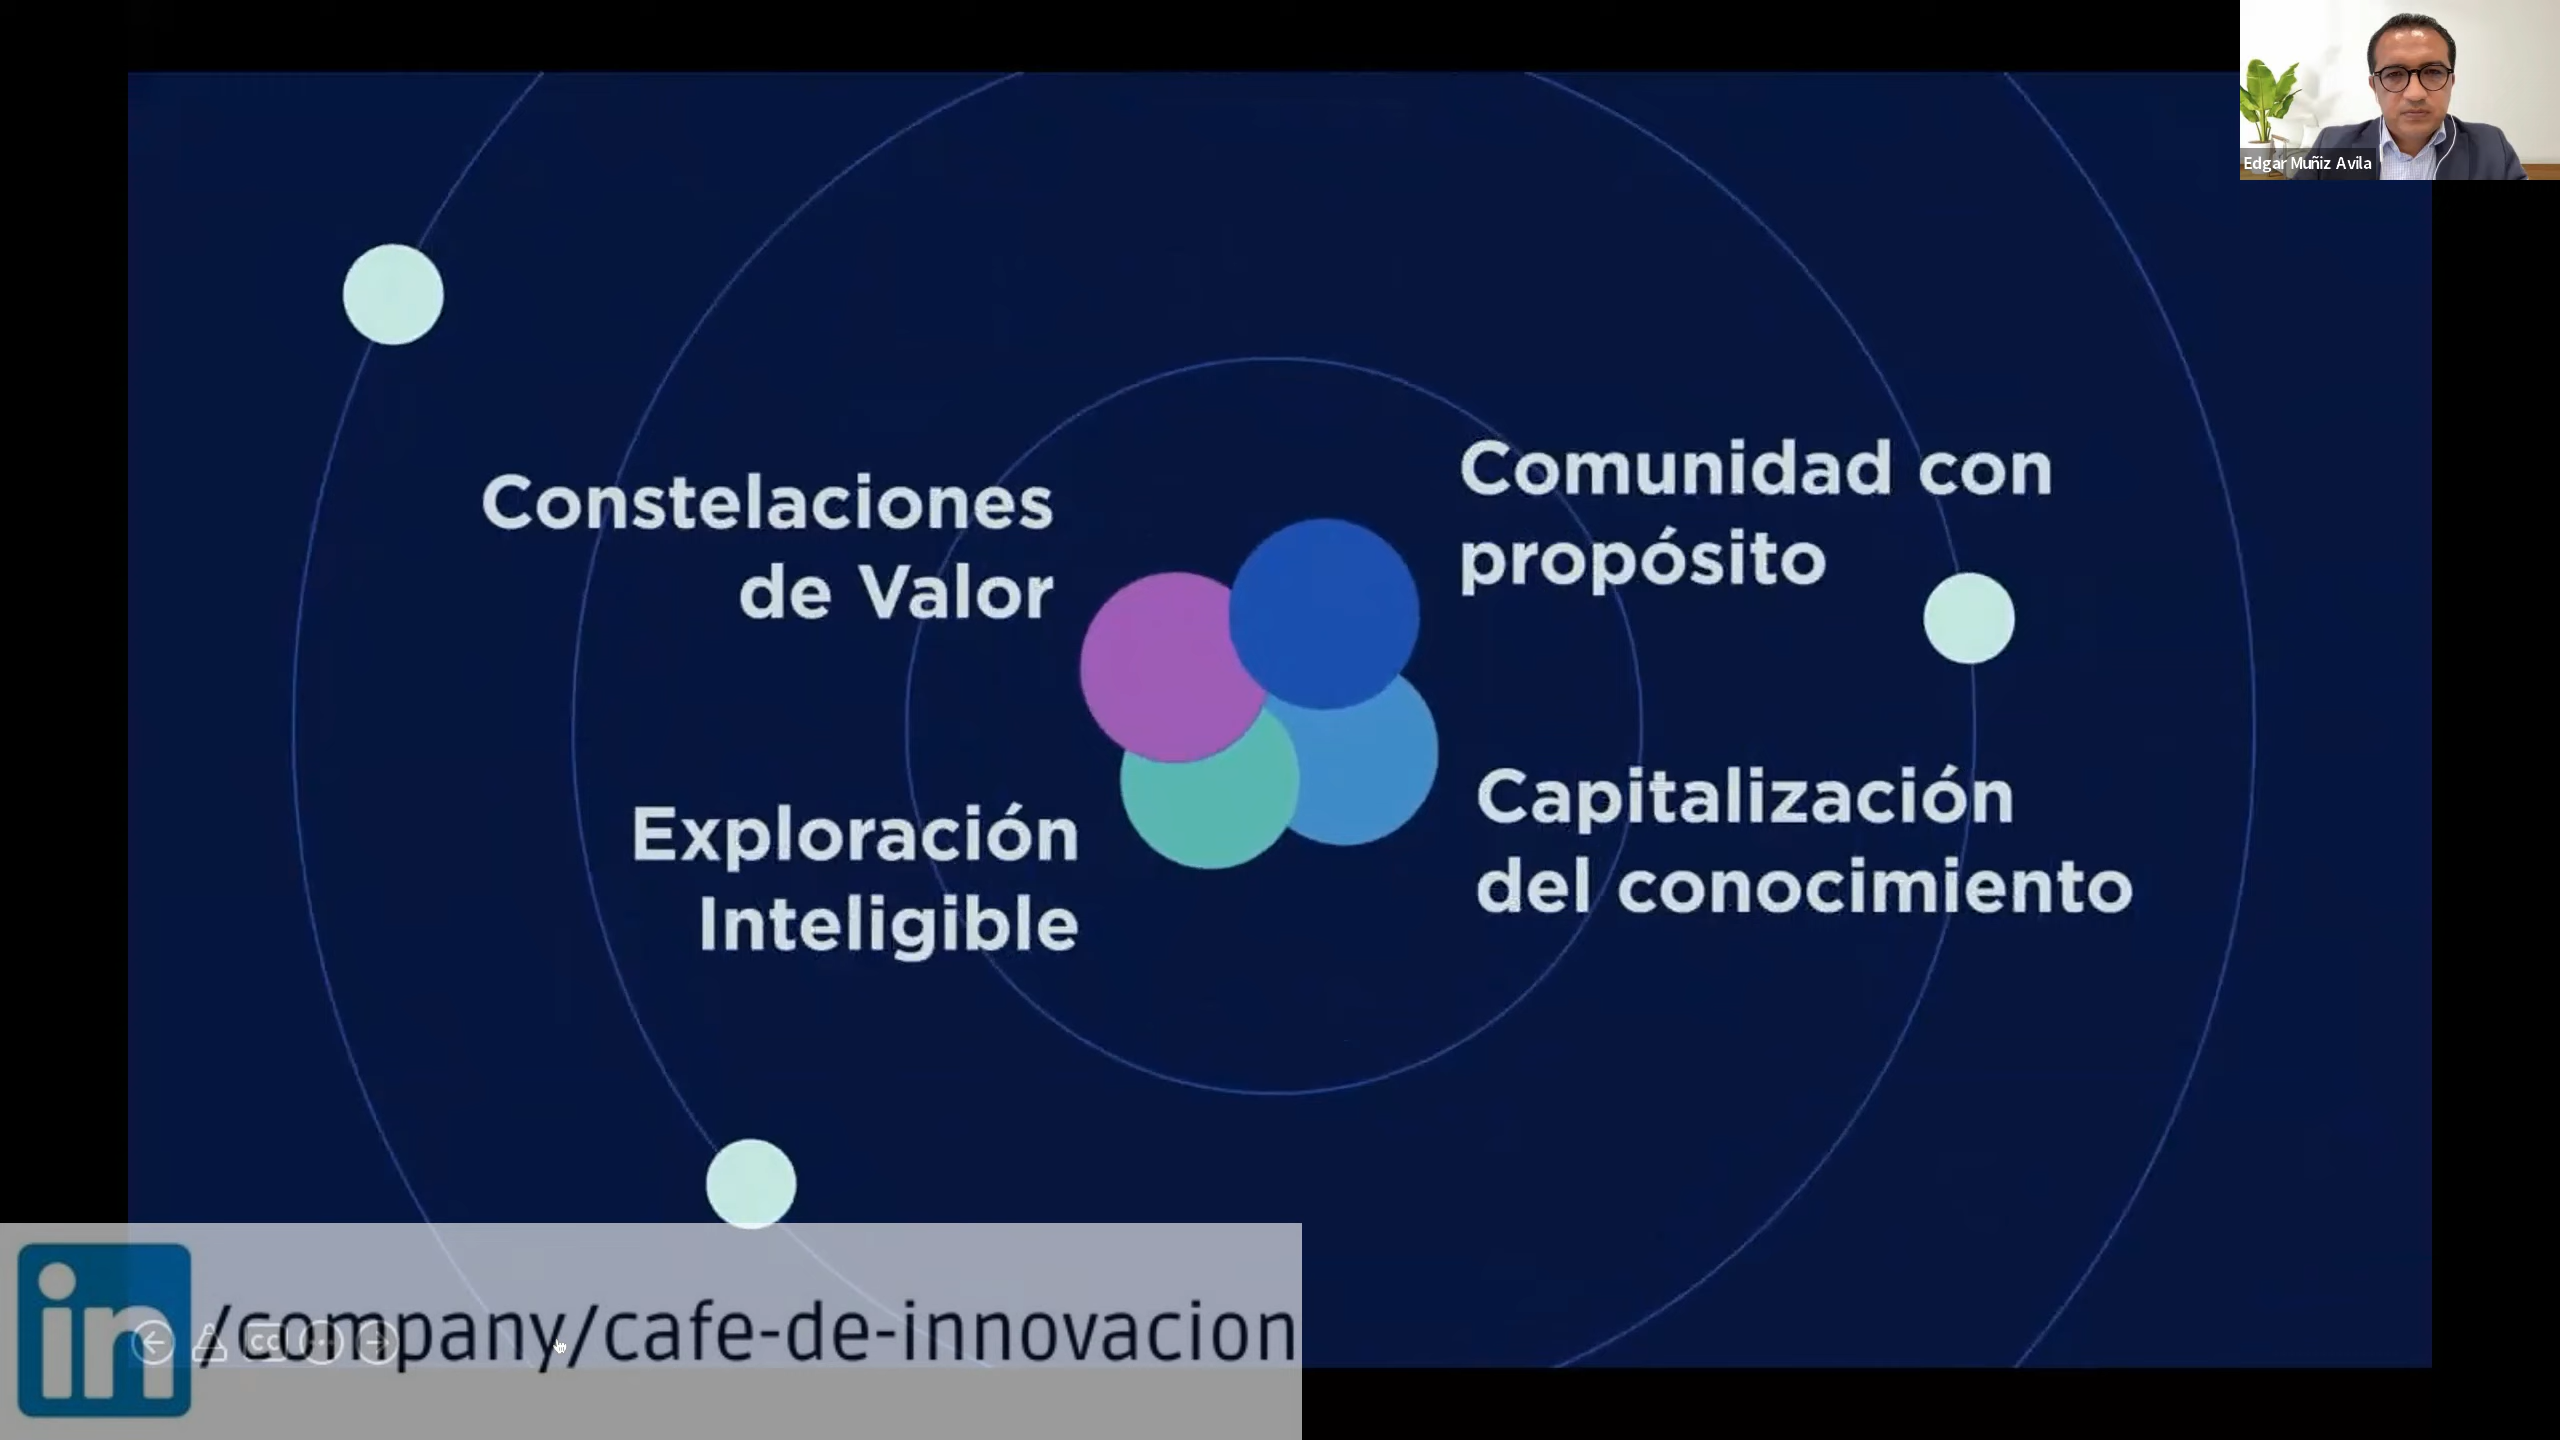 Edgar Muñiz Avila
Constelaciones
de Valor
Comunidad con
propósito
Exploración
Inteligible
Capitalización
del conocimiento
in /company/cafe-de-innovacion
CC